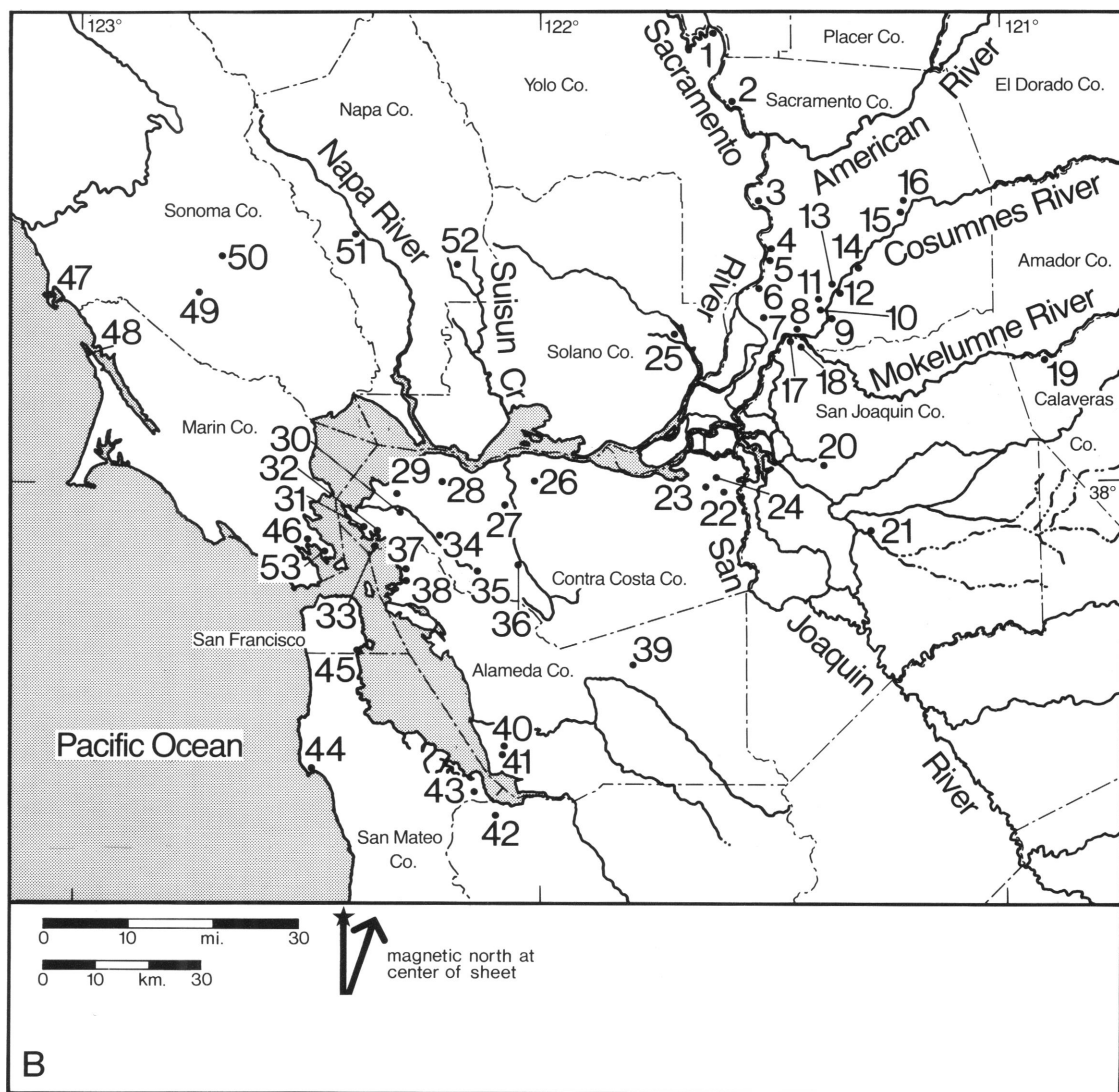 123°
122°
121°
1
Placer Co.
Napa Co.
Yolo Co.
Sacramento
River
2
Sacramento Co.
El Dorado Co.
Napa River
American
3
16
13
15
Cosumnes River
Sonoma Co.
51
52
Suisun Cr.
4
14
50
5
Amador Co.
River
11
12
47
49
6
8
10
7
9
Mokelumne River
48
25
Solano Co.
17
18
19
San Joaquin Co.
Calaveras
Co.
Marin Co.
30
20
32
29
28
26
23
24
38°
31
27
22
21
46
34
San
37
53
38
35
Contra Costa Co.
33
36
San Francisco
39
Joaquin
45
Alameda Co.
40
Pacific Ocean
44
41
River
43
42
San Mateo
Co.
0 10 mi. 30
0 10 km. 30
magnetic north at
center of sheet
B